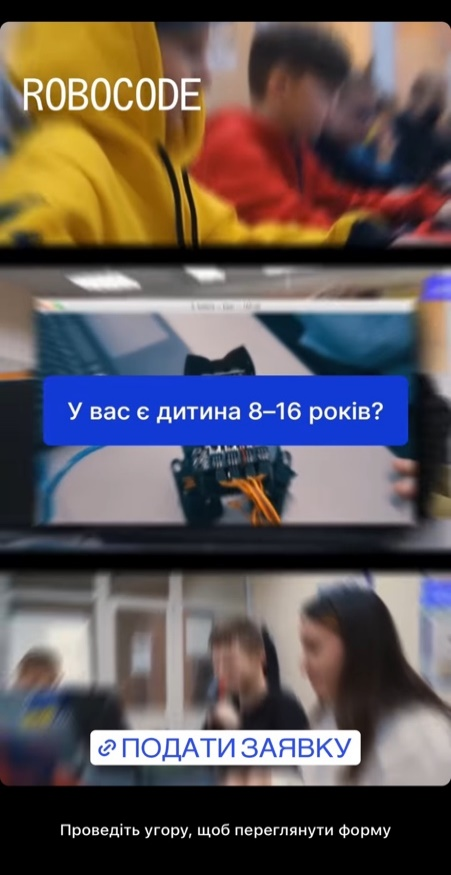 ROBOCODE
У вас є дитина 8–16 років?
ПОДАТИ ЗАЯВКУ
Проведіть угору, щоб переглянути форму